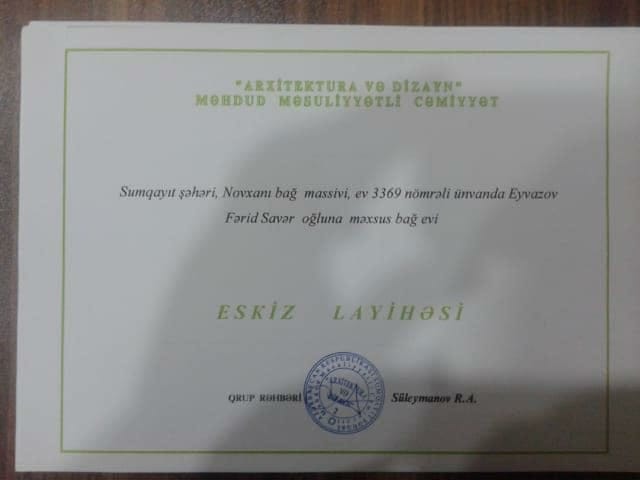 "ARXİTEKTURA VƏ DİZAYN"
MƏHDUD MƏSULİYYƏTLİ CƏMİYYƏT
Sumqayıt şəhəri, Novxanı bağ massivi, ev 3369 nömrəli ünvanda Eyvazov
Fərid Savər oğluna məxsus bağ evi
ESKİZ LAYİHƏSİ
QRUP RƏHBƏRİ Süleymanov R.A.